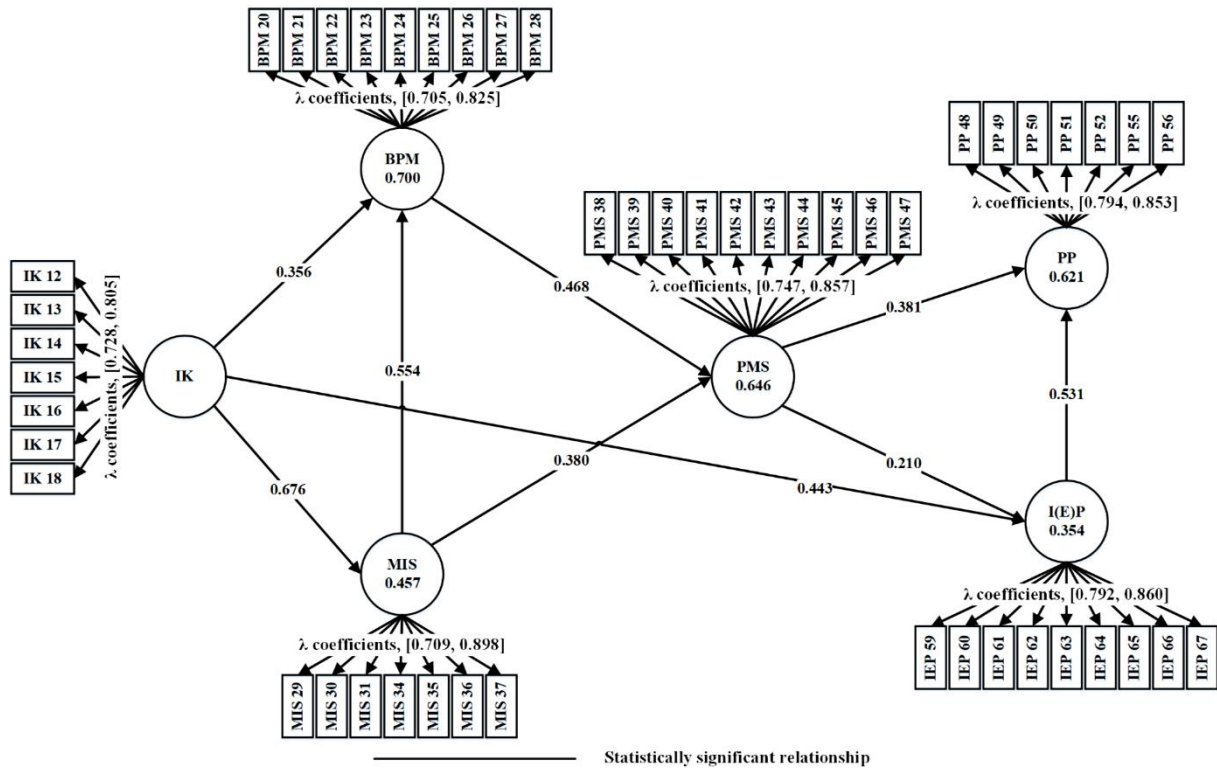 BPM 20
BPM 21
BPM 22
BPM 23
BPM 24
BPM 25
BPM 26
BPM 27
BPM 28
λ coefficients, [0.705, 0.825]
BPM
0.700
PP 48
PP 49
PP 50
PP 51
PP 52
PP 55
PP 56
λ coefficients, [0.794, 0.853]
PP
0.621
PMS 38
PMS 39
PMS 40
PMS 41
PMS 42
PMS 43
PMS 44
PMS 45
PMS 46
PMS 47
λ coefficients, [0.747, 0.857]
PMS
0.646
IK 12
IK 13
IK 14
IK 15
IK 16
IK 17
IK 18
λ coefficients, [0.728, 0.805]
IK
0.356
0.468
0.381
0.554
0.531
0.380
0.210
0.676
0.443
MIS
0.457
λ coefficients, [0.709, 0.898]
MIS 29
MIS 30
MIS 31
MIS 34
MIS 35
MIS 36
MIS 37
I(E)P
0.354
λ coefficients, [0.792, 0.860]
IEP 59
IEP 60
IEP 61
IEP 62
IEP 63
IEP 64
IEP 65
IEP 66
IEP 67
Statistically significant relationship